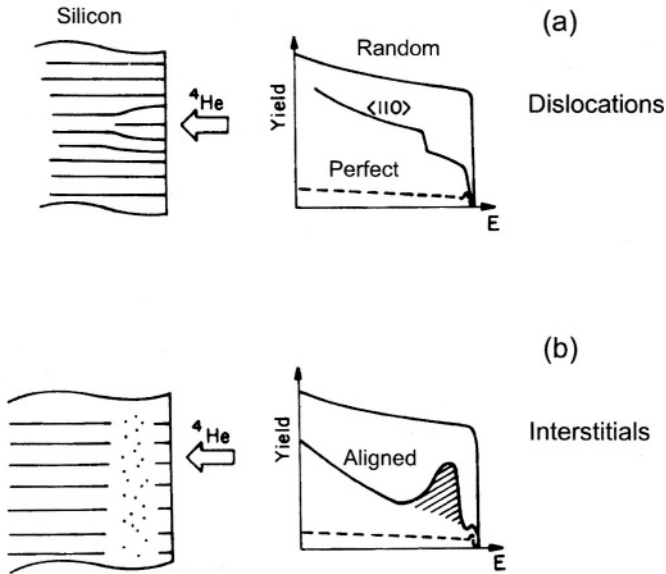 Silicon
(a)
Random
Dislocations
⁴He
Yield
<110>
Perfect
E
(b)
Interstitials
⁴He
Yield
Aligned
E